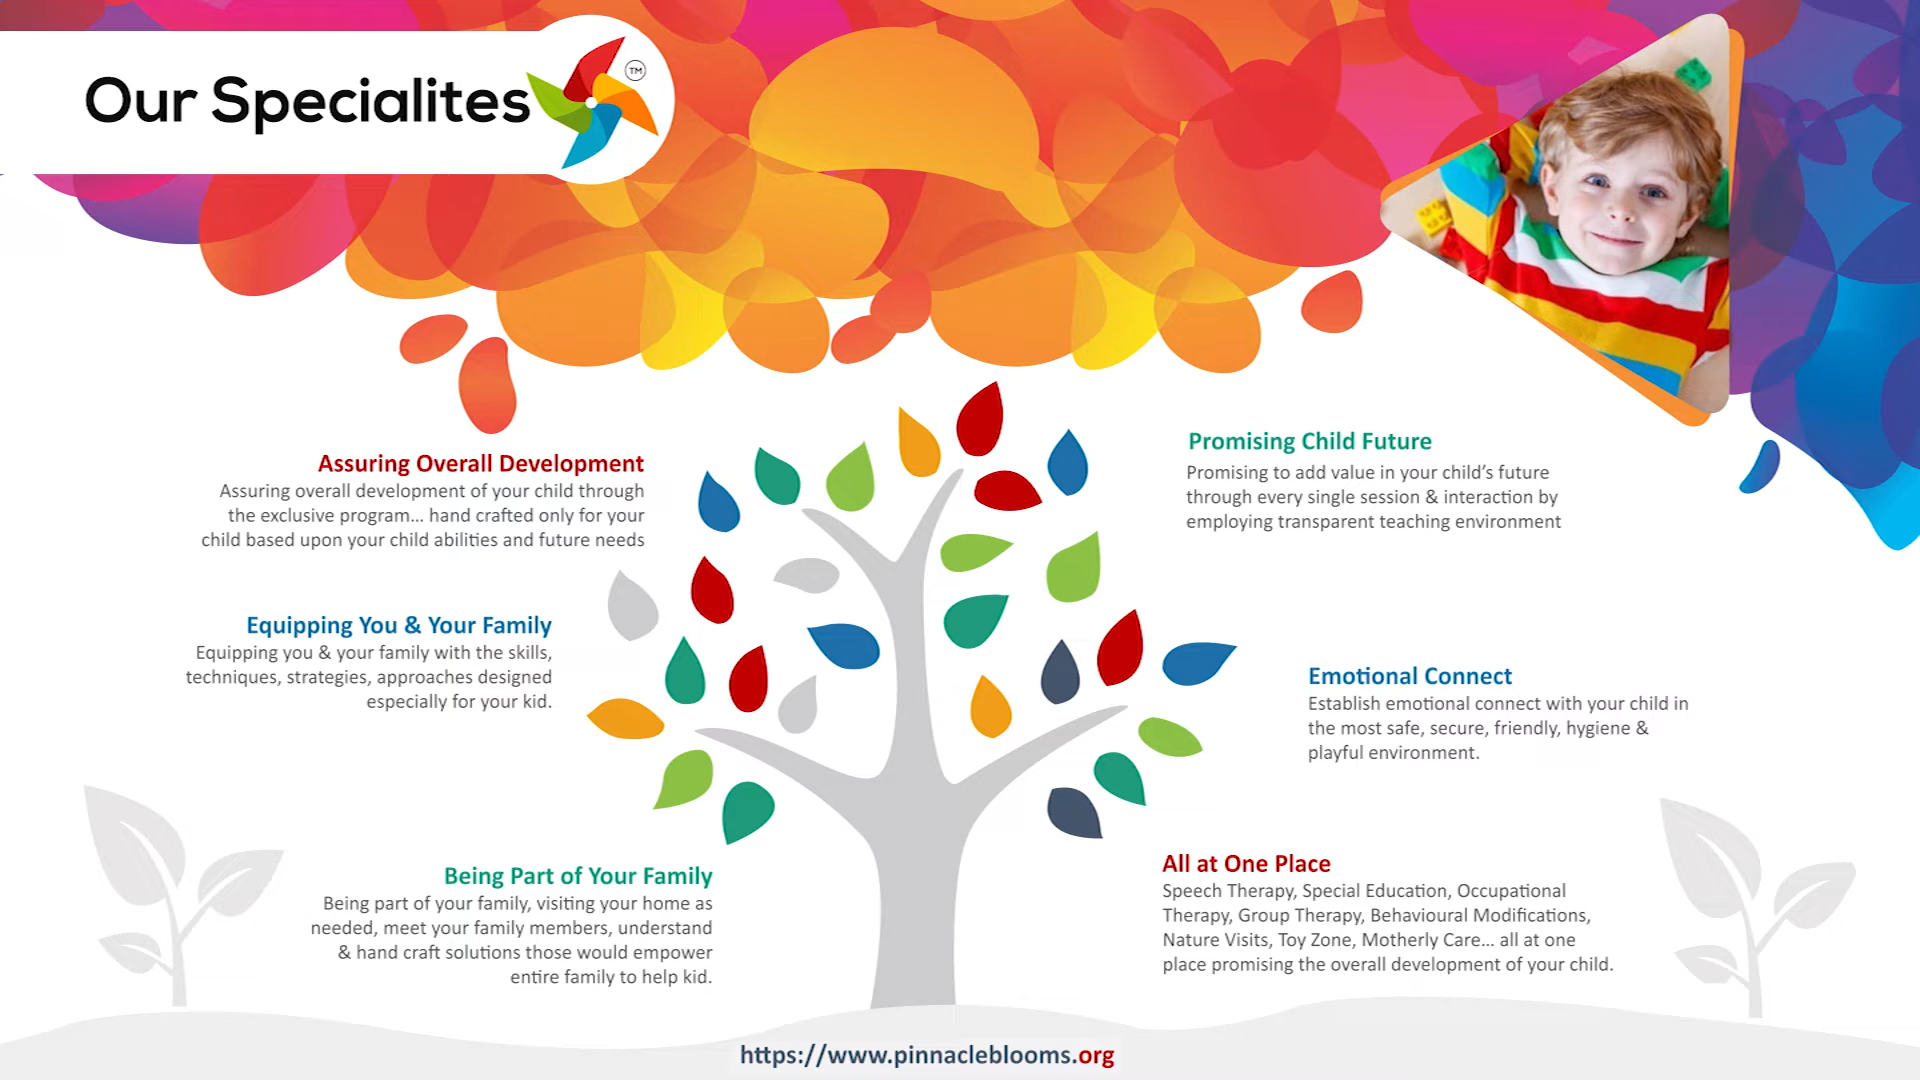 Our Specialites
TM
Assuring Overall Development
Assuring overall development of your child through
the exclusive program... hand crafted only for your
child based upon your child abilities and future needs
Equipping You & Your Family
Equipping you & your family with the skills,
techniques, strategies, approaches designed
especially for your kid.
Being Part of Your Family
Being part of your family, visiting your home as
needed, meet your family members, understand
& hand craft solutions those would empower
entire family to help kid.
Promising Child Future
Promising to add value in your child’s future
through every single session & interaction by
employing transparent teaching environment
Emotional Connect
Establish emotional connect with your child in
the most safe, secure, friendly, hygiene &
playful environment.
All at One Place
Speech Therapy, Special Education, Occupational
Therapy, Group Therapy, Behavioural Modifications,
Nature Visits, Toy Zone, Motherly Care... all at one
place promising the overall development of your child.
https://www.pinnacleblooms.org